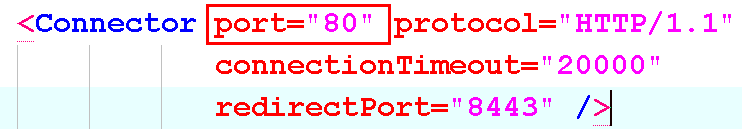 <Connector port="80" protocol="HTTP/1.1"
connectionTimeout="20000"
redirectPort="8443" />